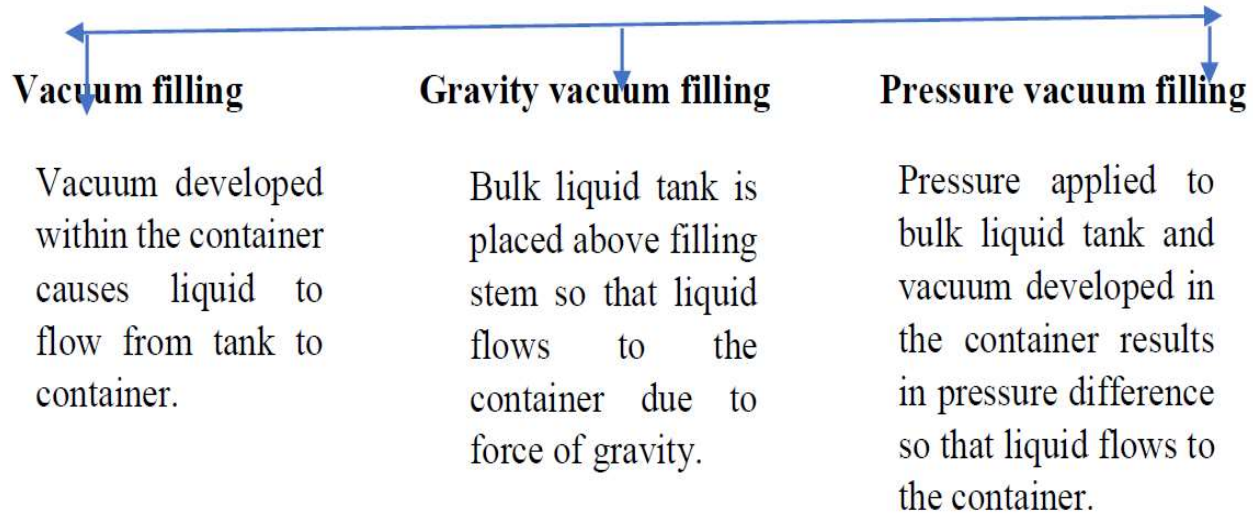 Vacuum filling
Vacuum developed
within the container
causes liquid to
flow from tank to
container.
Gravity vacuum filling
Bulk liquid tank is
placed above filling
stem so that liquid
flows to the
container due to
force of gravity.
Pressure vacuum filling
Pressure applied to
bulk liquid tank and
vacuum developed in
the container results
in pressure difference
so that liquid flows to
the container.